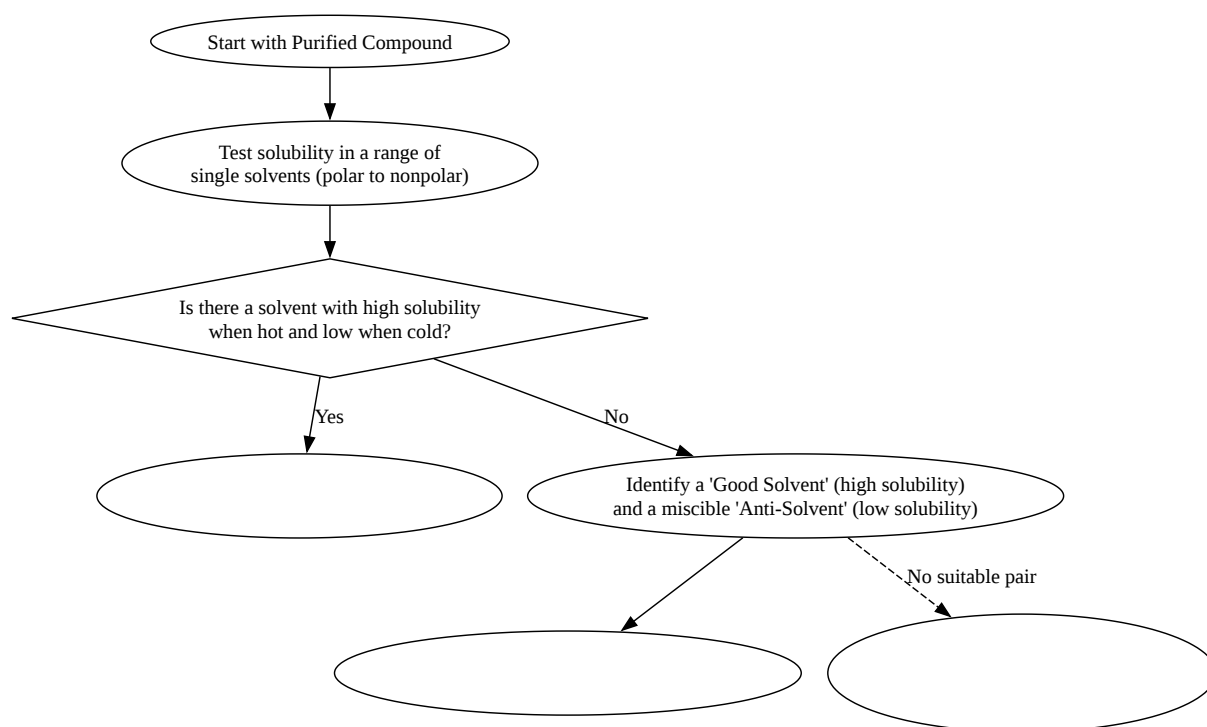 Start with Purified Compound
Test solubility in a range of
single solvents (polar to nonpolar)
Is there a solvent with high solubility
when hot and low when cold?
Yes
No
Identify a 'Good Solvent' (high solubility)
and a miscible 'Anti-Solvent' (low solubility)
No suitable pair